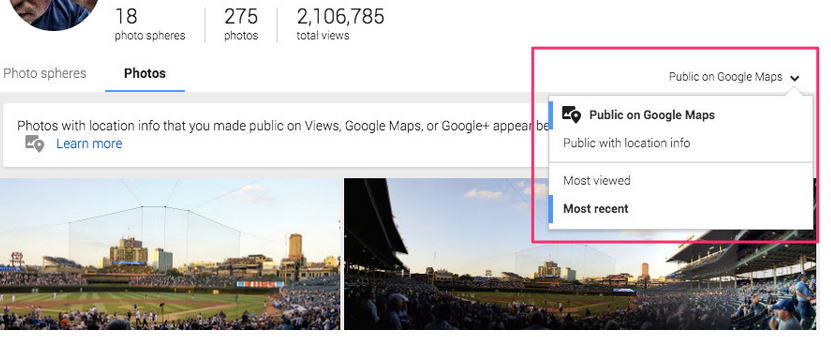 18
photo spheres
275
photos
2,106,785
total views
Photo spheres
Photos
Public on Google Maps
Photos with location info that you made public on Views, Google Maps, or Google+ appear be
Learn more
Public on Google Maps
Public with location info
Most viewed
Most recent